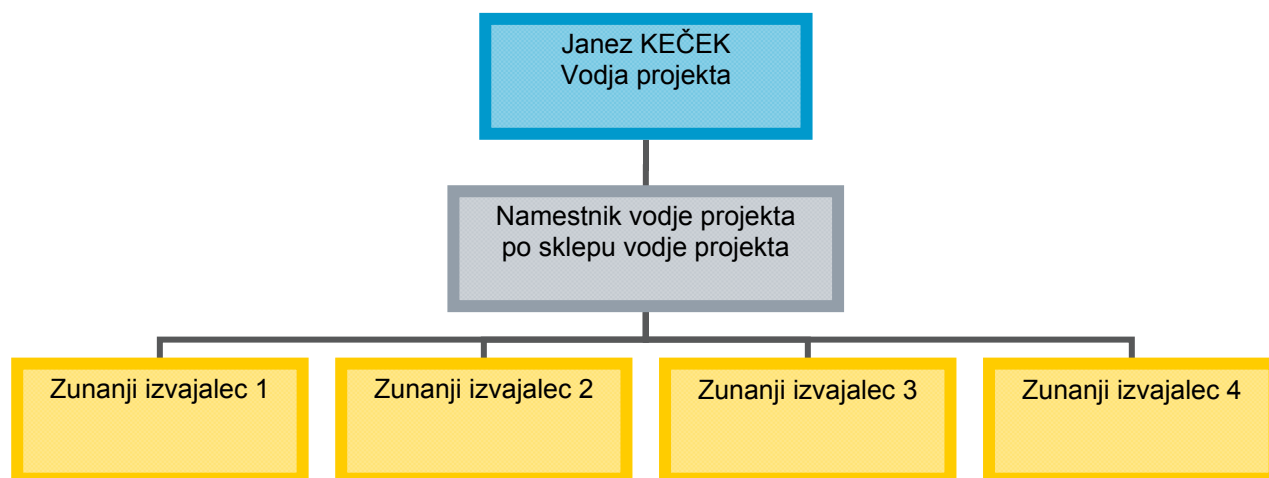 Janez KEČEK
Vodja projekta
Namestnik vodje projekta
po sklepu vodje projekta
Zunanji izvajalec 1
Zunanji izvajalec 2
Zunanji izvajalec 3
Zunanji izvajalec 4